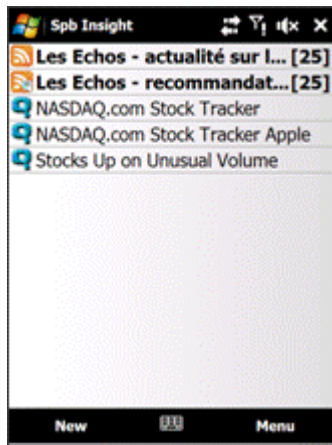 Spb Insight
Les Echos - actualité sur l... [25]
Les Echos - recommandat... [25]
NASDAQ.com Stock Tracker
NASDAQ.com Stock Tracker Apple
Stocks Up on Unusual Volume
New Menu